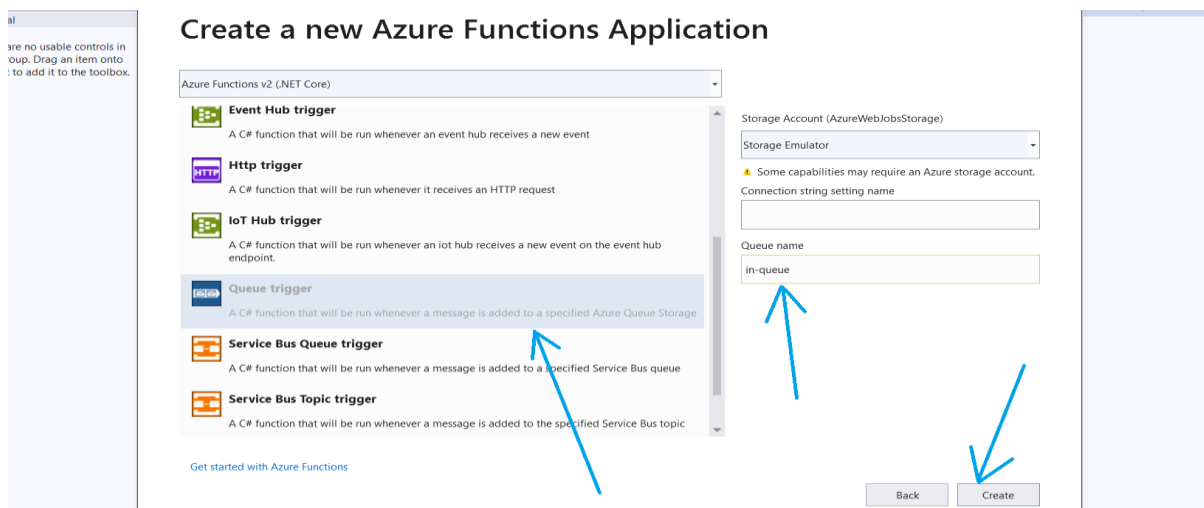 al
are no usable controls in
oup. Drag an item onto
to add it to the toolbox.
Create a new Azure Functions Application
Azure Functions v2 (.NET Core)
Event Hub trigger
A C# function that will be run whenever an event hub receives a new event
Http trigger
A C# function that will be run whenever it receives an HTTP request
IoT Hub trigger
A C# function that will be run whenever an iot hub receives a new event on the event hub
endpoint.
Queue trigger
A C# function that will be run whenever a message is added to a specified Azure Queue Storage
Service Bus Queue trigger
A C# function that will be run whenever a message is added to a specified Service Bus queue
Service Bus Topic trigger
A C# function that will be run whenever a message is added to the specified Service Bus topic
Get started with Azure Functions
Storage Account (AzureWebJobsStorage)
Storage Emulator
Some capabilities may require an Azure storage account.
Connection string setting name
Queue name
in-queue
HTTP
Back
Create